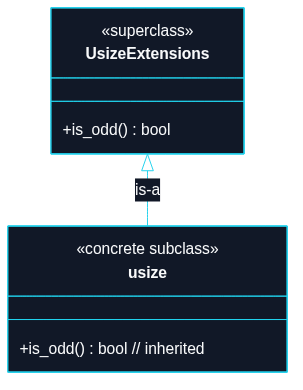 «superclass»
UsizeExtensions
+is_odd() : bool
is-a
«concrete subclass»
usize
+is_odd() : bool // inherited